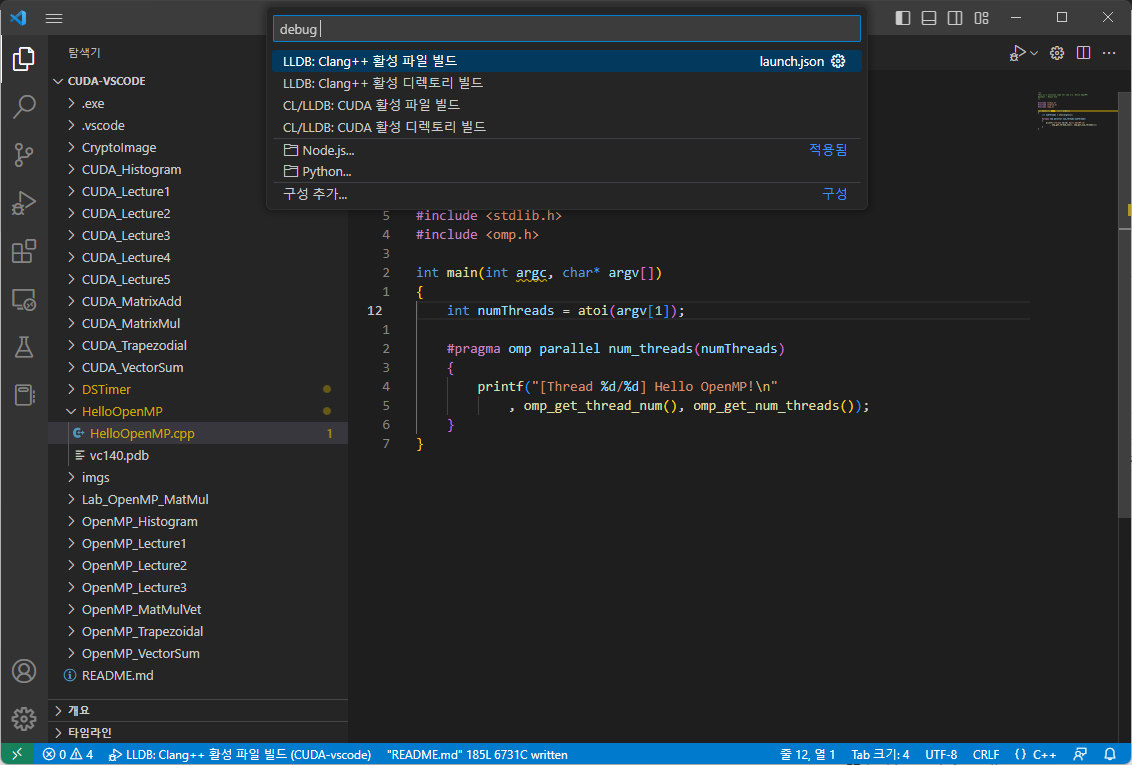 debug
LLDB: Clang++ 활성 파일 빌드 launch.json
LLDB: Clang++ 활성 디렉토리 빌드
CL/LLDB: CUDA 활성 파일 빌드
CL/LLDB: CUDA 활성 디렉토리 빌드
Node.js... 적용됨
Python...
구성 추가... 구성
탐색기
CUDA-VSCODE
.exe
.vscode
CryptoImage
CUDA_Histogram
CUDA_Lecture1
CUDA_Lecture2
CUDA_Lecture3
CUDA_Lecture4
CUDA_Lecture5
CUDA_MatrixAdd
CUDA_MatrixMul
CUDA_Trapezodial
CUDA_VectorSum
DSTimer
HelloOpenMP
HelloOpenMP.cpp 1
vc140.pdb
imgs
Lab_OpenMP_MatMul
OpenMP_Histogram
OpenMP_Lecture1
OpenMP_Lecture2
OpenMP_Lecture3
OpenMP_MatMulVet
OpenMP_Trapezoidal
OpenMP_VectorSum
README.md
개요
타임라인
5 #include <stdlib.h>
4 #include <omp.h>
3
2 int main(int argc, char* argv[])
1 {
12 int numThreads = atoi(argv[1]);
1
2 #pragma omp parallel num_threads(numThreads)
3 {
4 printf("[Thread %d/%d] Hello OpenMP!\n"
5 , omp_get_thread_num(), omp_get_num_threads());
6 }
7 }
0 4 LLDB: Clang++ 활성 파일 빌드 (CUDA-vscode) "README.md" 185L 6731C written 줄 12, 열 1 Tab 크기: 4 UTF-8 CRLF {} C++